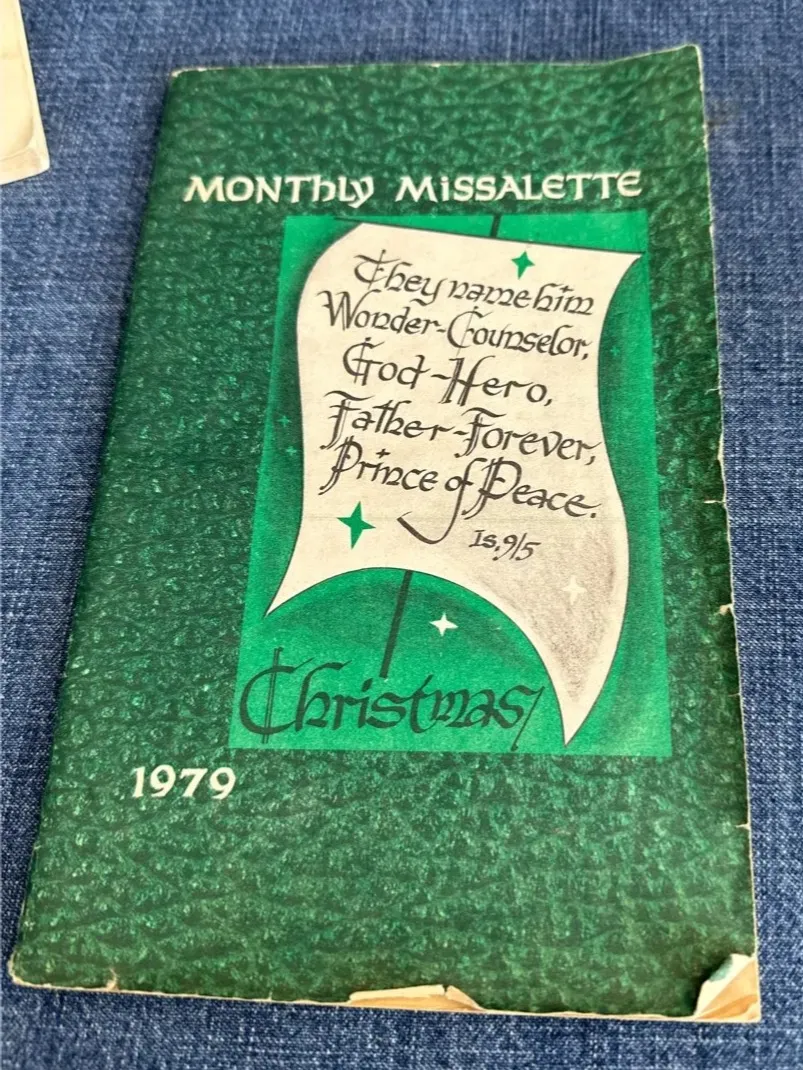 MONThly MissALETTE
They name him
Wonder-Counselor,
God-Hero,
Father-Forever,
Prince of Peace.
Is. 9/5
Christmas/
1979